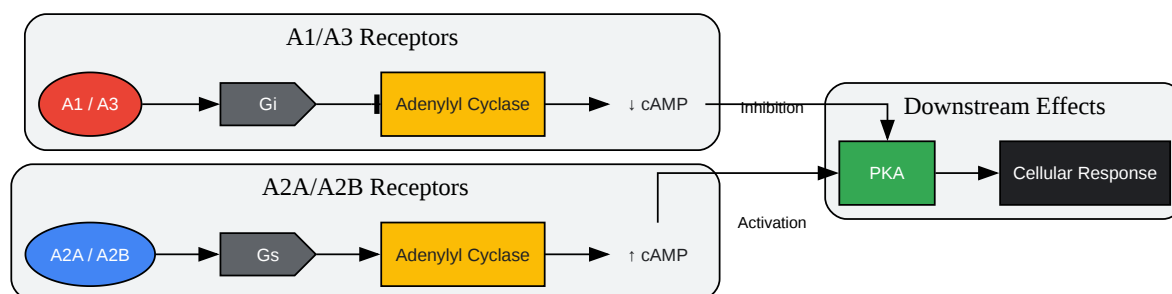 A1/A3 Receptors
A1 / A3
Gi
Adenylyl Cyclase
↓ cAMP
Inhibition
Downstream Effects
PKA
Cellular Response
A2A/A2B Receptors
A2A / A2B
Gs
Adenylyl Cyclase
↑ cAMP
Activation